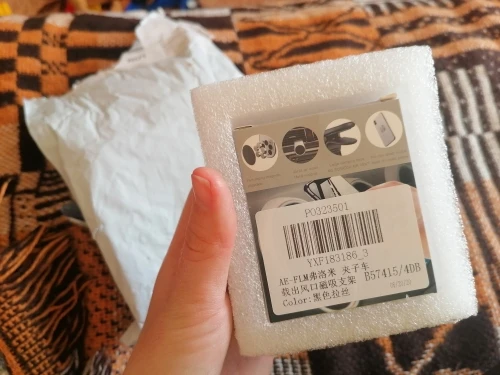 P0323501
YXF183186_3
AE-FLM弗洛米 夹子车
载出风口磁吸支架 B57415/4DB
Color:黑色拉丝